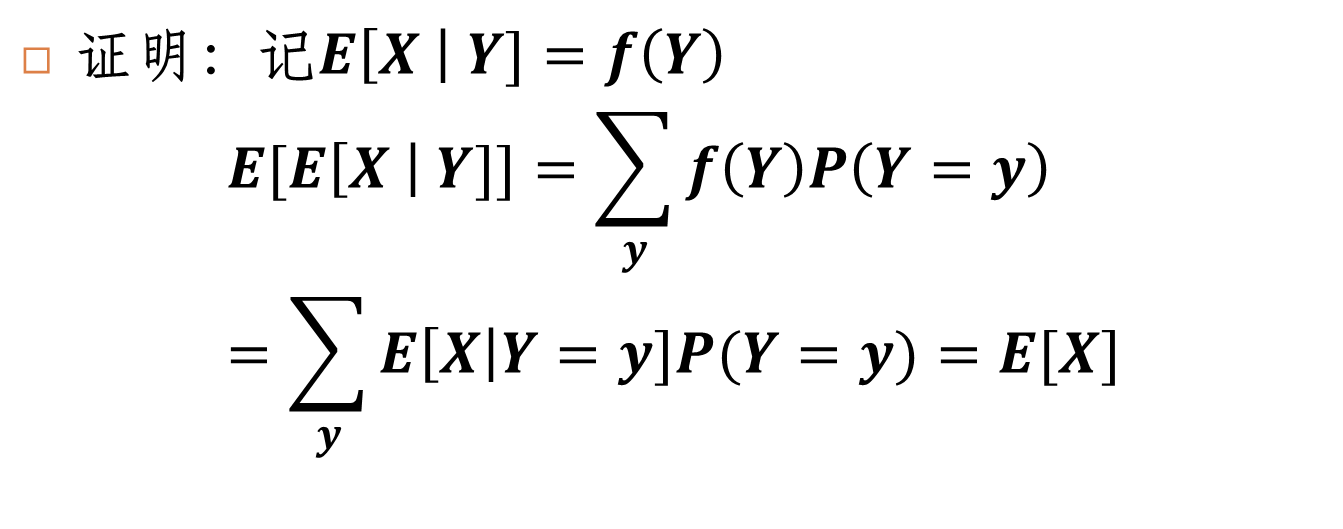 □ 证明：记E[X | Y] = f(Y)
E[E[X | Y]] = ∑_y f(Y)P(Y = y)
= ∑_y E[X|Y = y]P(Y = y) = E[X]